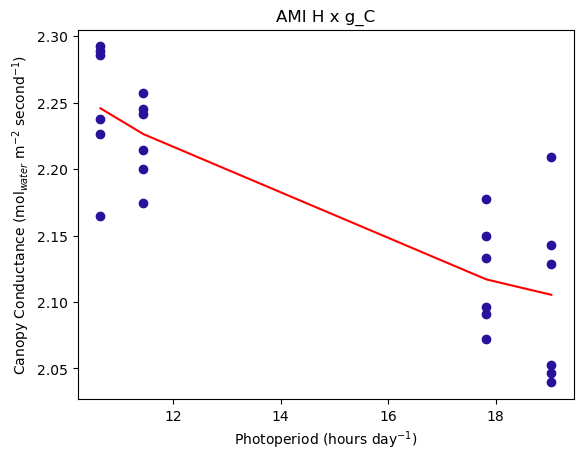 AMI H x g_C
2.30
2.25
2.20
2.15
2.10
2.05
Canopy Conductance (mol_{water} m^{−2} second^{−1})
12 14 16 18
Photoperiod (hours day^{−1})